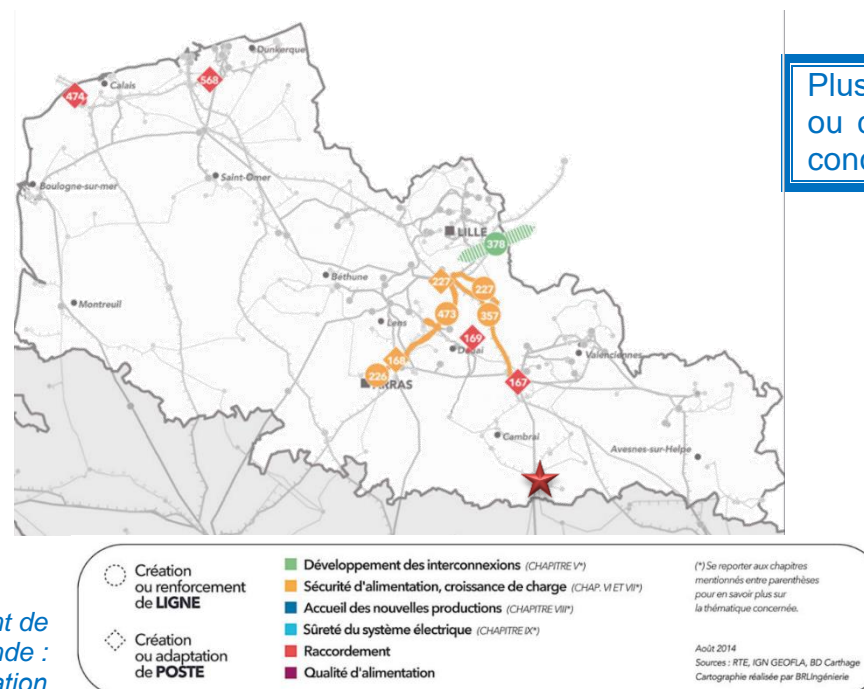 Dunkerque
Calais
568
474
Saint-Omer
Boulogne-sur-mer
LILLE
378
Béthune
227
227
Montreuil
473
357
Lens
169
Douai
168
Valenciennes
226
ARRAS
167
Cambrai
Avesnes-sur-Helpe
Plus
ou
Création
ou renforcement
de LIGNE
Création
ou adaptation
de POSTE
Développement des interconnexions (CHAPITRE V*)
Sécurité d'alimentation, croissance de charge (CHAP. VI ET VII*)
Accueil des nouvelles productions (CHAPITRE VIII*)
Sûreté du système électrique (CHAPITRE IX*)
Raccordement
Qualité d'alimentation
(*) Se reporter aux chapitres
mentionnés entre parenthèses
pour en savoir plus sur
la thématique concernée.
Août 2014
Sources : RTE, IGN GEOFLA, BD Carthage
Cartographie réalisée par BRLIngénierie
nt de
nde :
ation